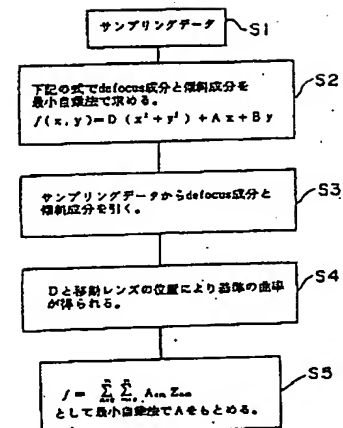 サンプリングデータ
S1
下記の式でdefocus成分と傾斜成分を
最小自乗法で求める。
f(x,y)=D(x²+y²)+Ax+By
S2
サンプリングデータからdefocus成分と
傾斜成分を引く。
S3
Dと移動レンズの位置により基準の曲率
が得られる。
S4
f= Σ Σ Anm Znm
として最小自乗法でAをもとめる。
S5